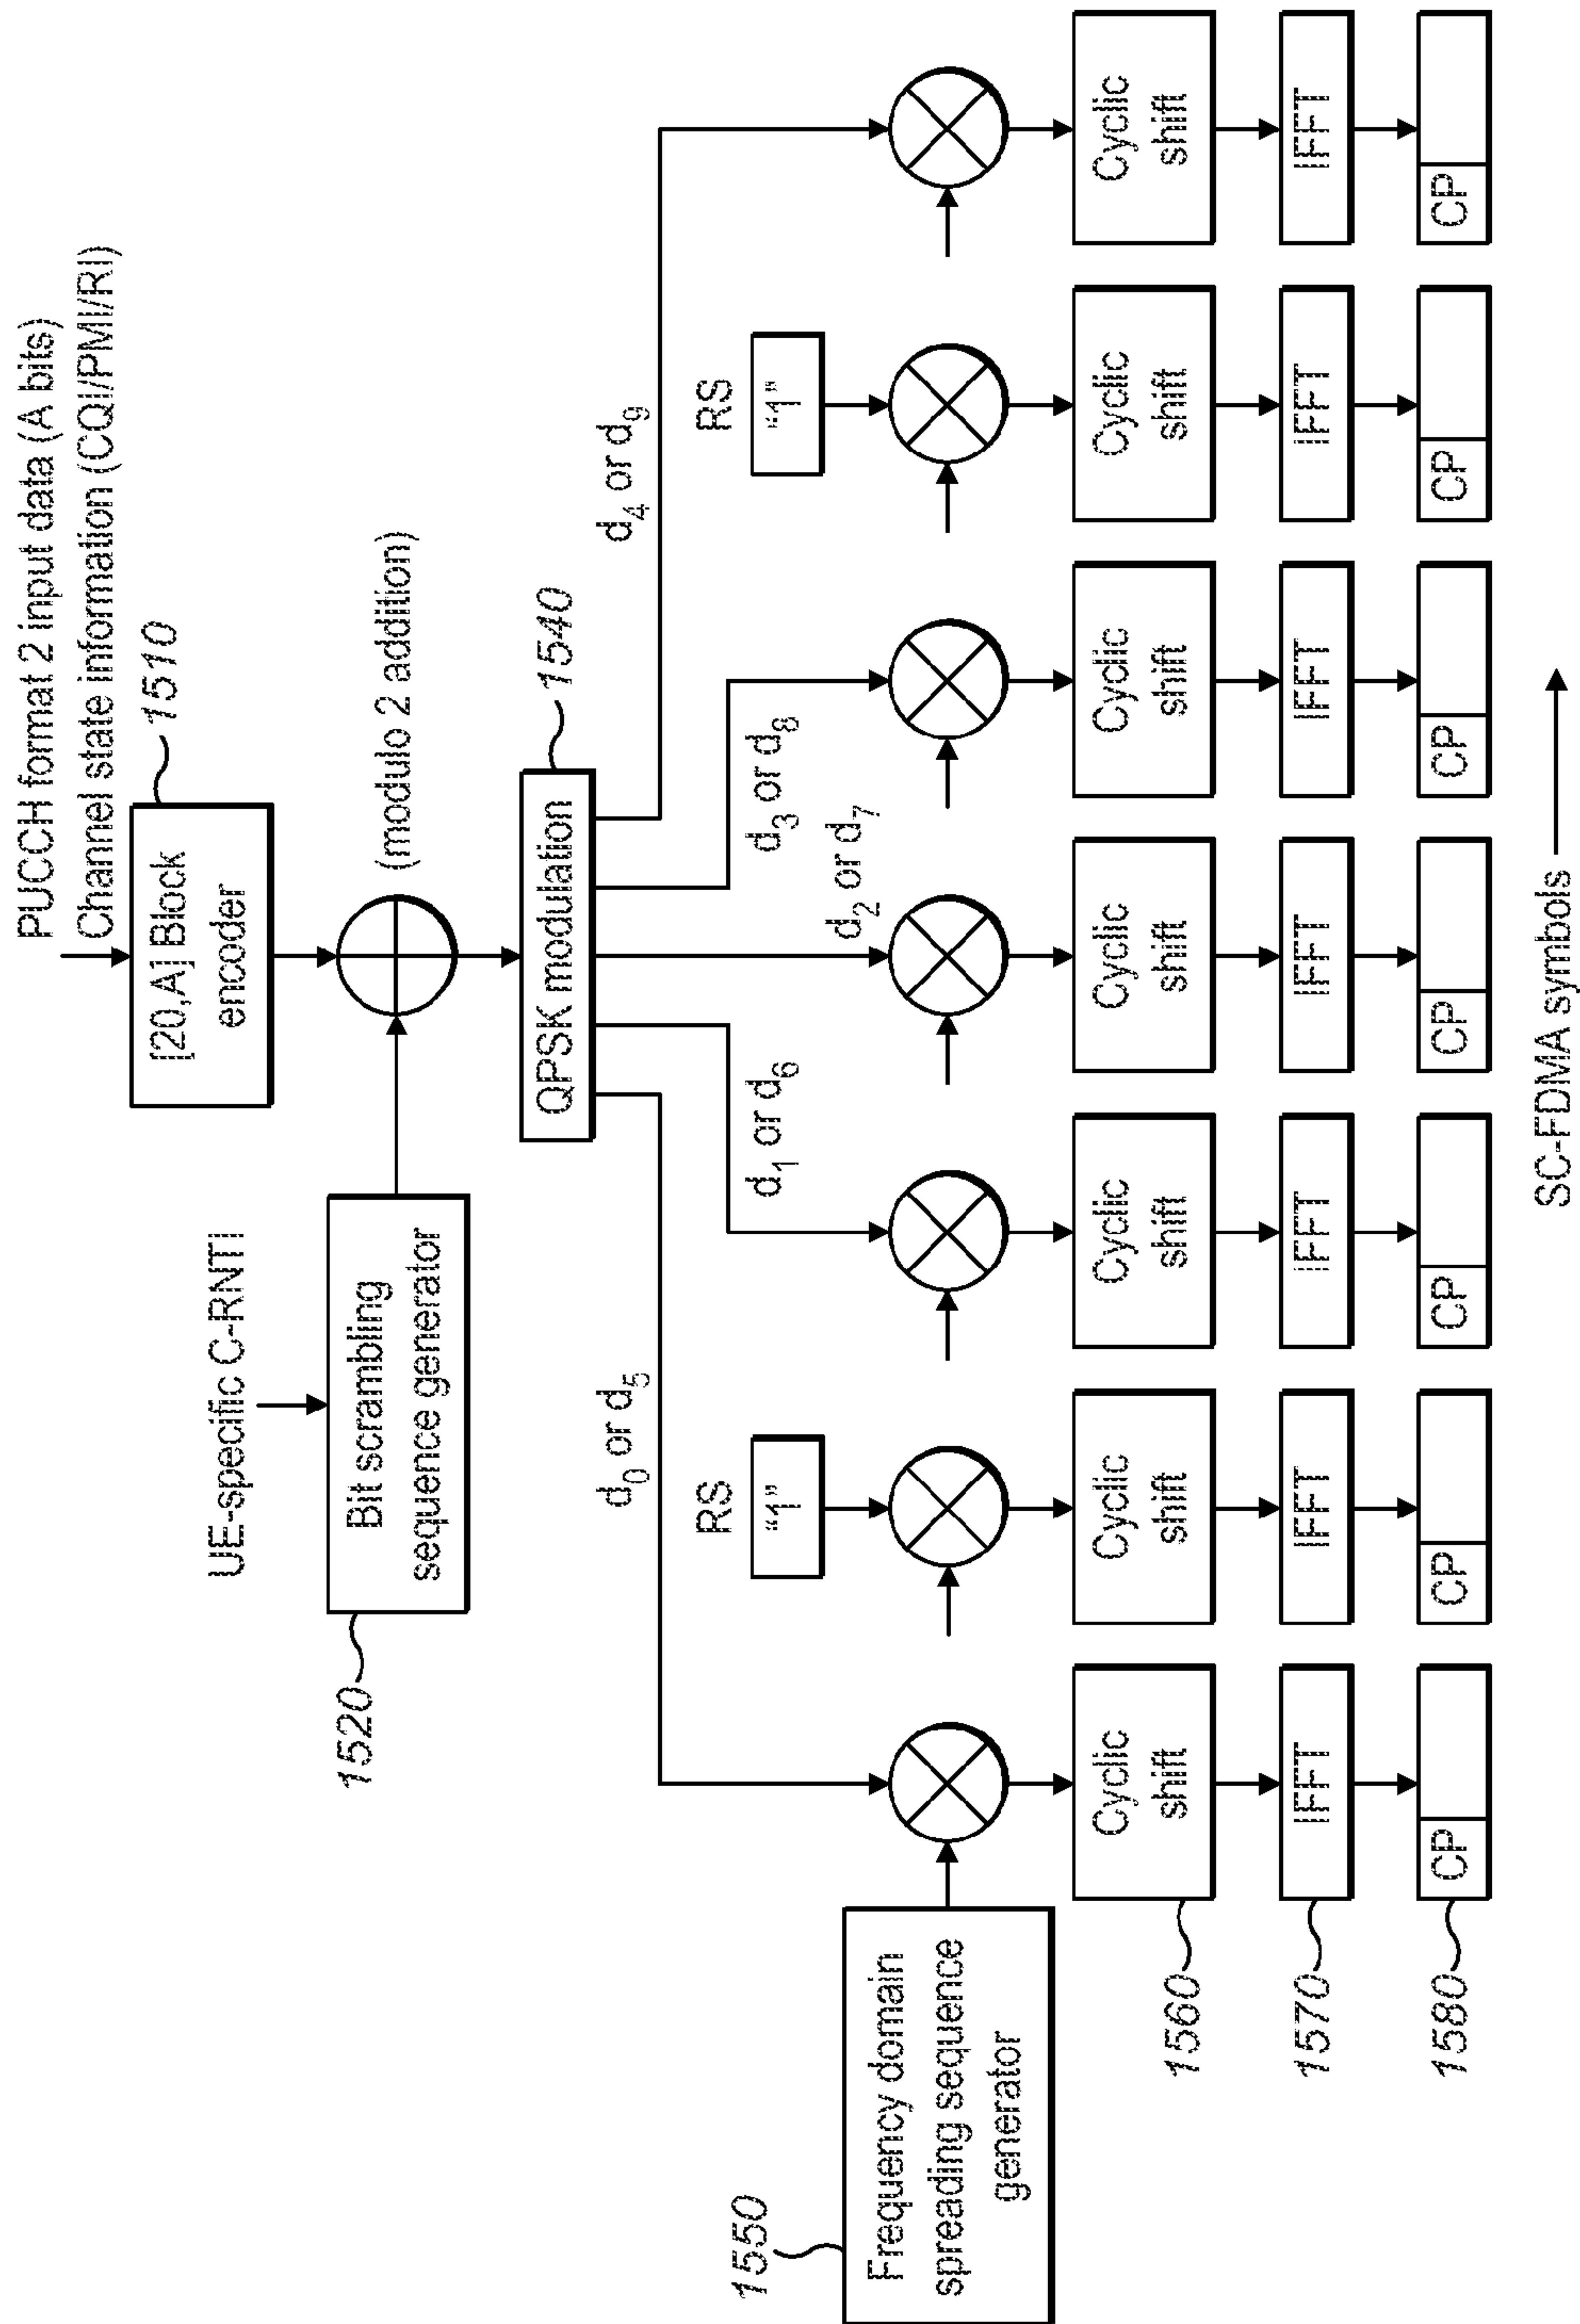 PUCCH format 2 input data (A bits)
Channel state information (CQI/PMI/RI)
[20,A] Block
encoder
1510
UE-specific C-RNTI
Bit scrambling
sequence generator
1520
(modulo 2 addition)
QPSK modulation
1540
d0 or d5
d1 or d6
d2 or d7
d3 or d8
d4 or d9
RS
"1"
RS
"1"
1550
Frequency domain
spreading sequence
generator
Cyclic
shift
Cyclic
shift
Cyclic
shift
Cyclic
shift
Cyclic
shift
Cyclic
shift
Cyclic
shift
1560
IFFT
IFFT
IFFT
IFFT
IFFT
IFFT
IFFT
1570
CP
CP
CP
CP
CP
CP
CP
1580
SC-FDMA symbols